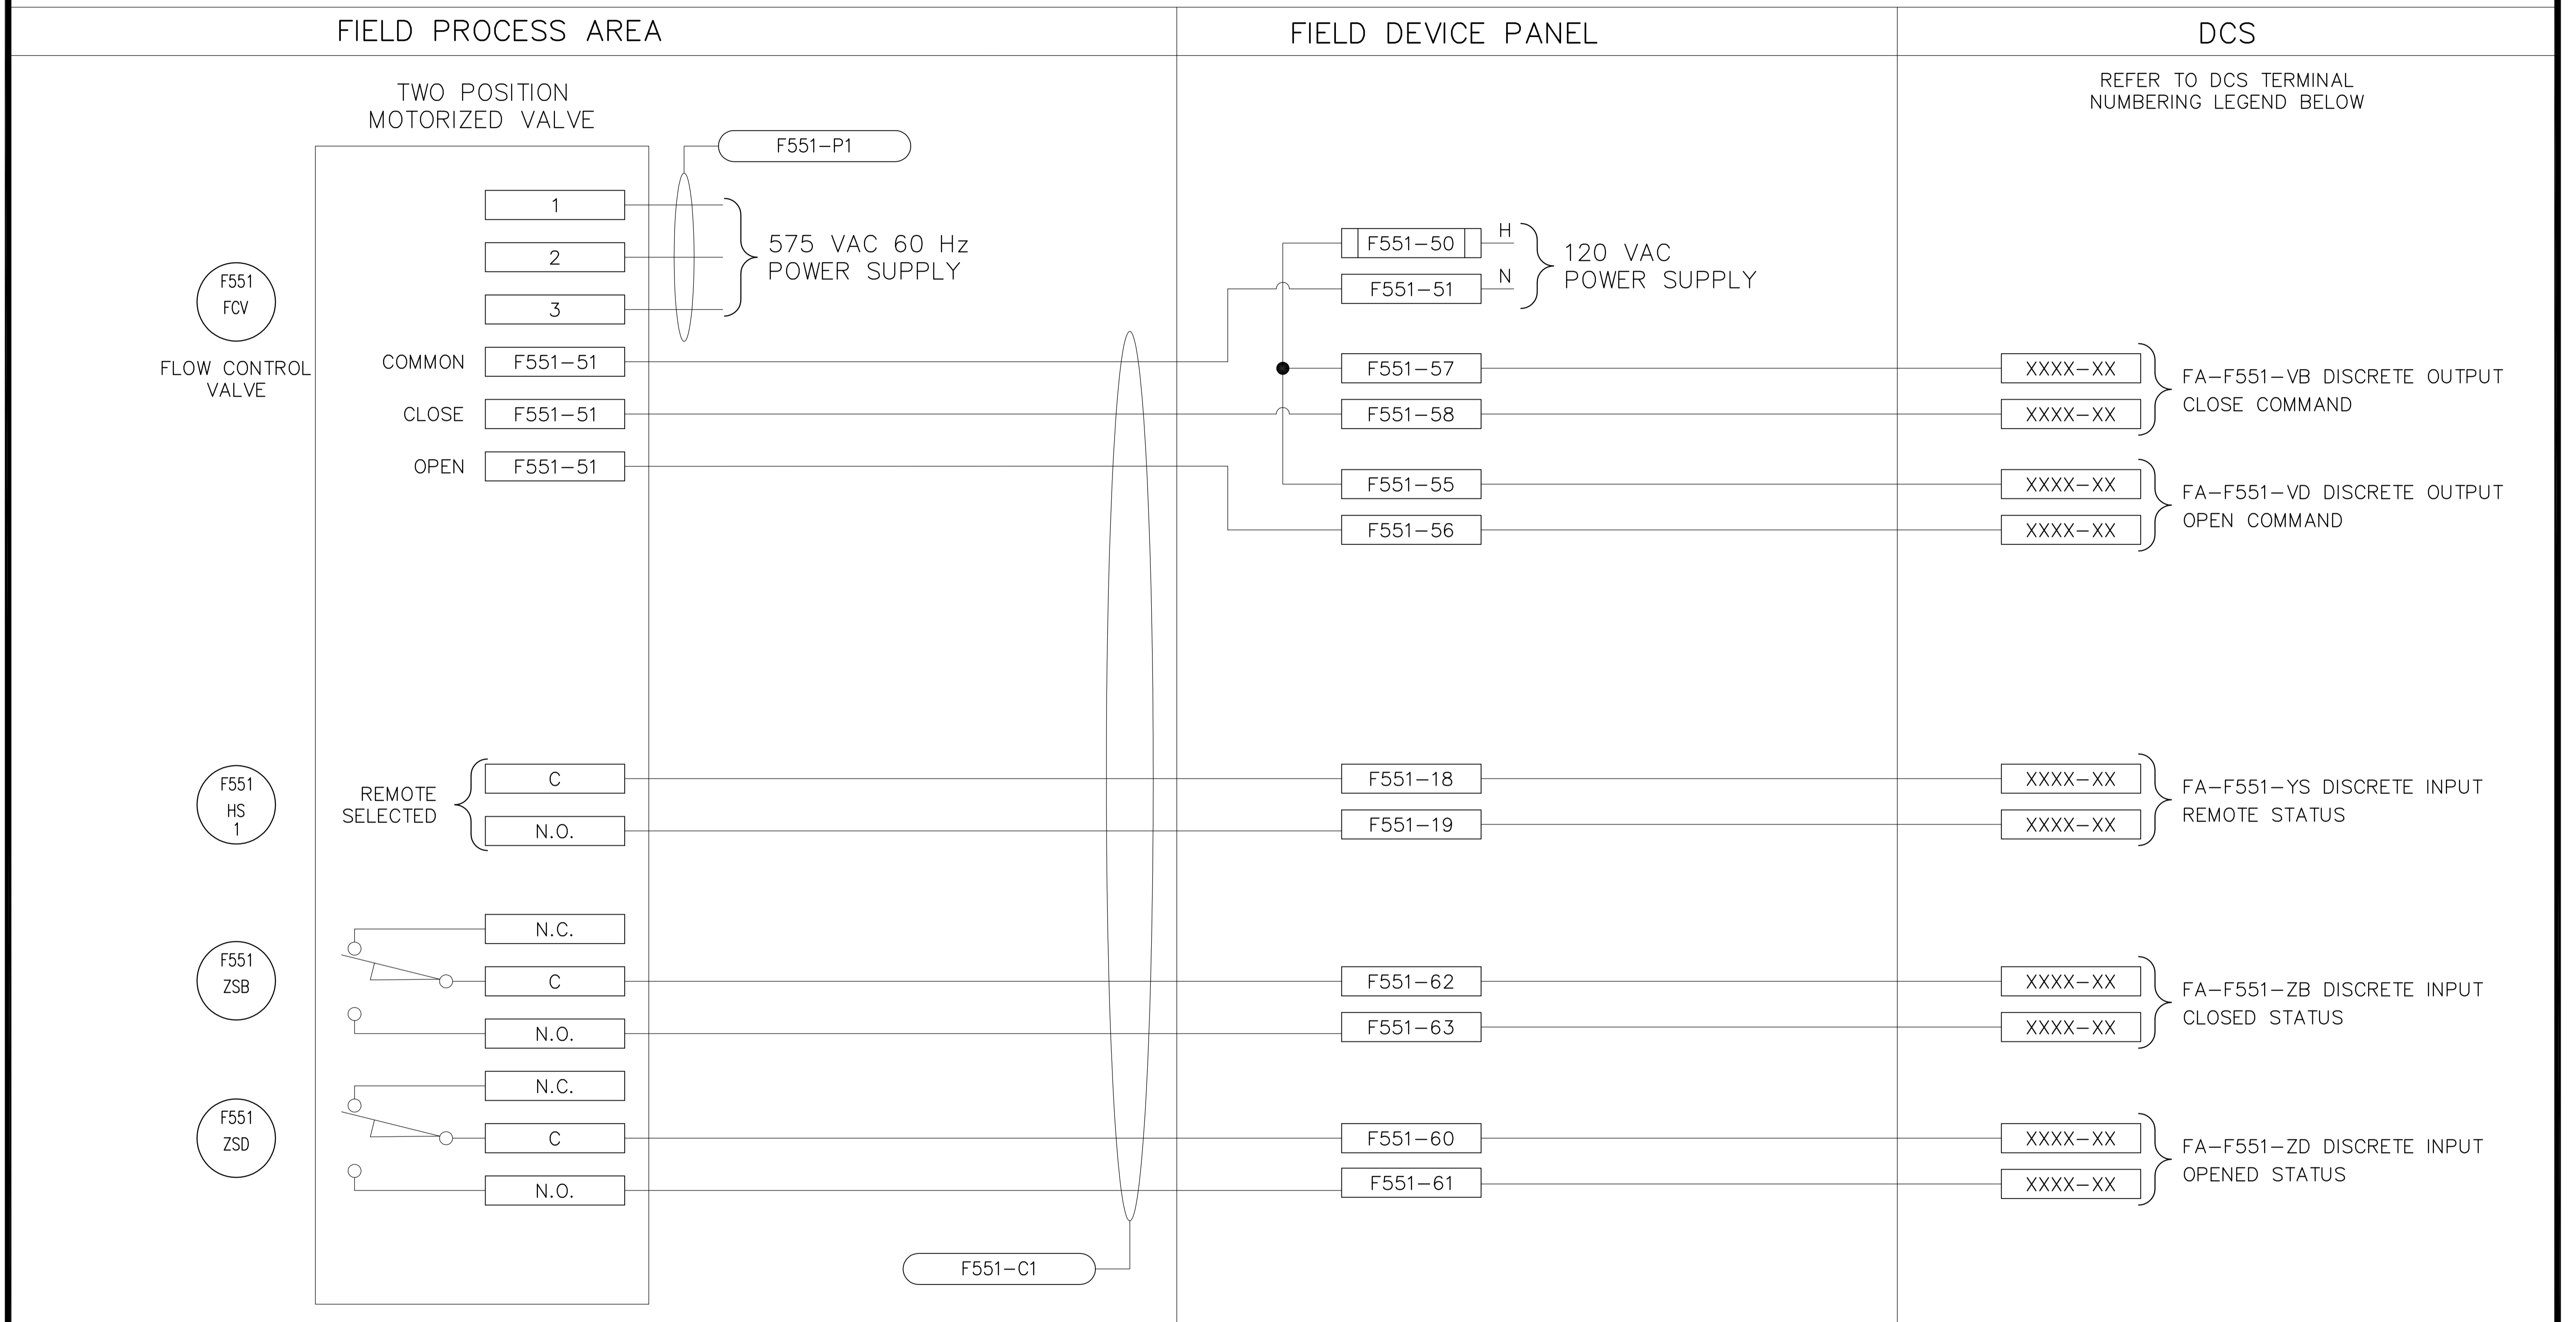 FIELD PROCESS AREA
FIELD DEVICE PANEL
DCS
TWO POSITION
MOTORIZED VALVE
REFER TO DCS TERMINAL
NUMBERING LEGEND BELOW
F551-P1
1
2
3
575 VAC 60 Hz
POWER SUPPLY
F551
FCV
FLOW CONTROL
VALVE
COMMON
F551-51
CLOSE
F551-51
OPEN
F551-51
F551-50
H
F551-51
N
120 VAC
POWER SUPPLY
F551-57
F551-58
F551-55
F551-56
XXXX-XX
XXXX-XX
FA-F551-VB DISCRETE OUTPUT
CLOSE COMMAND
XXXX-XX
XXXX-XX
FA-F551-VD DISCRETE OUTPUT
OPEN COMMAND
F551
HS
1
REMOTE
SELECTED
C
N.O.
F551-18
F551-19
XXXX-XX
XXXX-XX
FA-F551-YS DISCRETE INPUT
REMOTE STATUS
F551
ZSB
N.C.
C
N.O.
F551-62
F551-63
XXXX-XX
XXXX-XX
FA-F551-ZB DISCRETE INPUT
CLOSED STATUS
F551
ZSD
N.C.
C
N.O.
F551-60
F551-61
XXXX-XX
XXXX-XX
FA-F551-ZD DISCRETE INPUT
OPENED STATUS
F551-C1